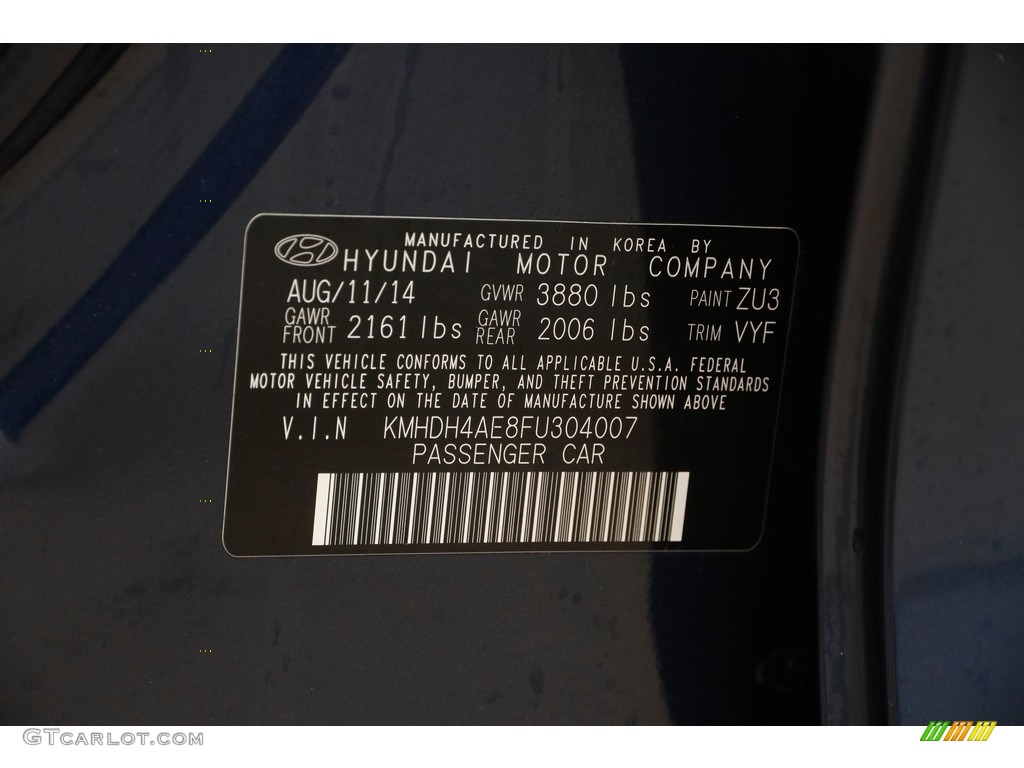 MANUFACTURED IN KOREA BY
HYUNDAI MOTOR COMPANY
AUG/11/14 GVWR 3880 lbs PAINT ZU3
GAWR FRONT 2161 lbs GAWR REAR 2006 lbs TRIM VYF
THIS VEHICLE CONFORMS TO ALL APPLICABLE U.S.A. FEDERAL
MOTOR VEHICLE SAFETY, BUMPER, AND THEFT PREVENTION STANDARDS
IN EFFECT ON THE DATE OF MANUFACTURE SHOWN ABOVE
V.I.N KMHDH4AE8FU304007
PASSENGER CAR
GTCARLOT.COM